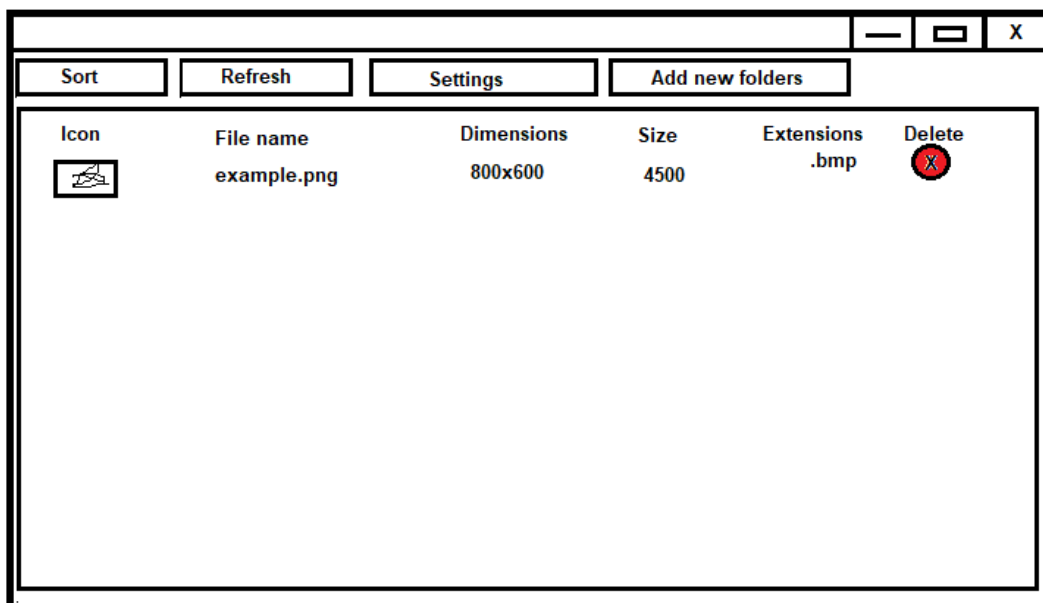 X
Sort Refresh Settings Add new folders
Icon File name Dimensions Size Extensions Delete
example.png 800x600 4500 .bmp X